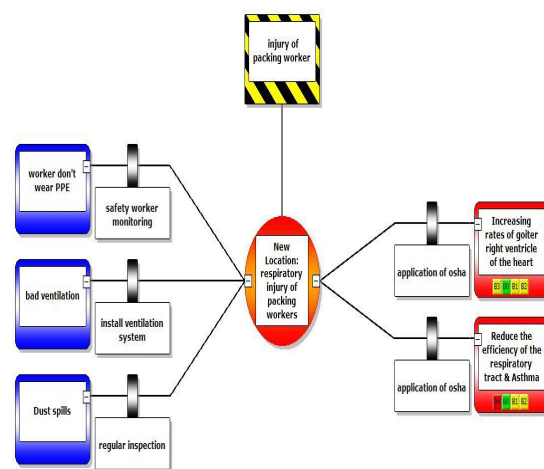 injury of
packing worker
worker don't
wear PPE
safety worker
monitoring
bad ventilation
install ventilation
system
Dust spills
regular inspection
New
Location:
respiratory
injury of
packing
workers
application of osha
Increasing
rates of goiter
right ventricle
of the heart
B3 B0 B1 B2
application of osha
Reduce the
efficiency of the
respiratory
tract & Asthma
B0 B1 B2